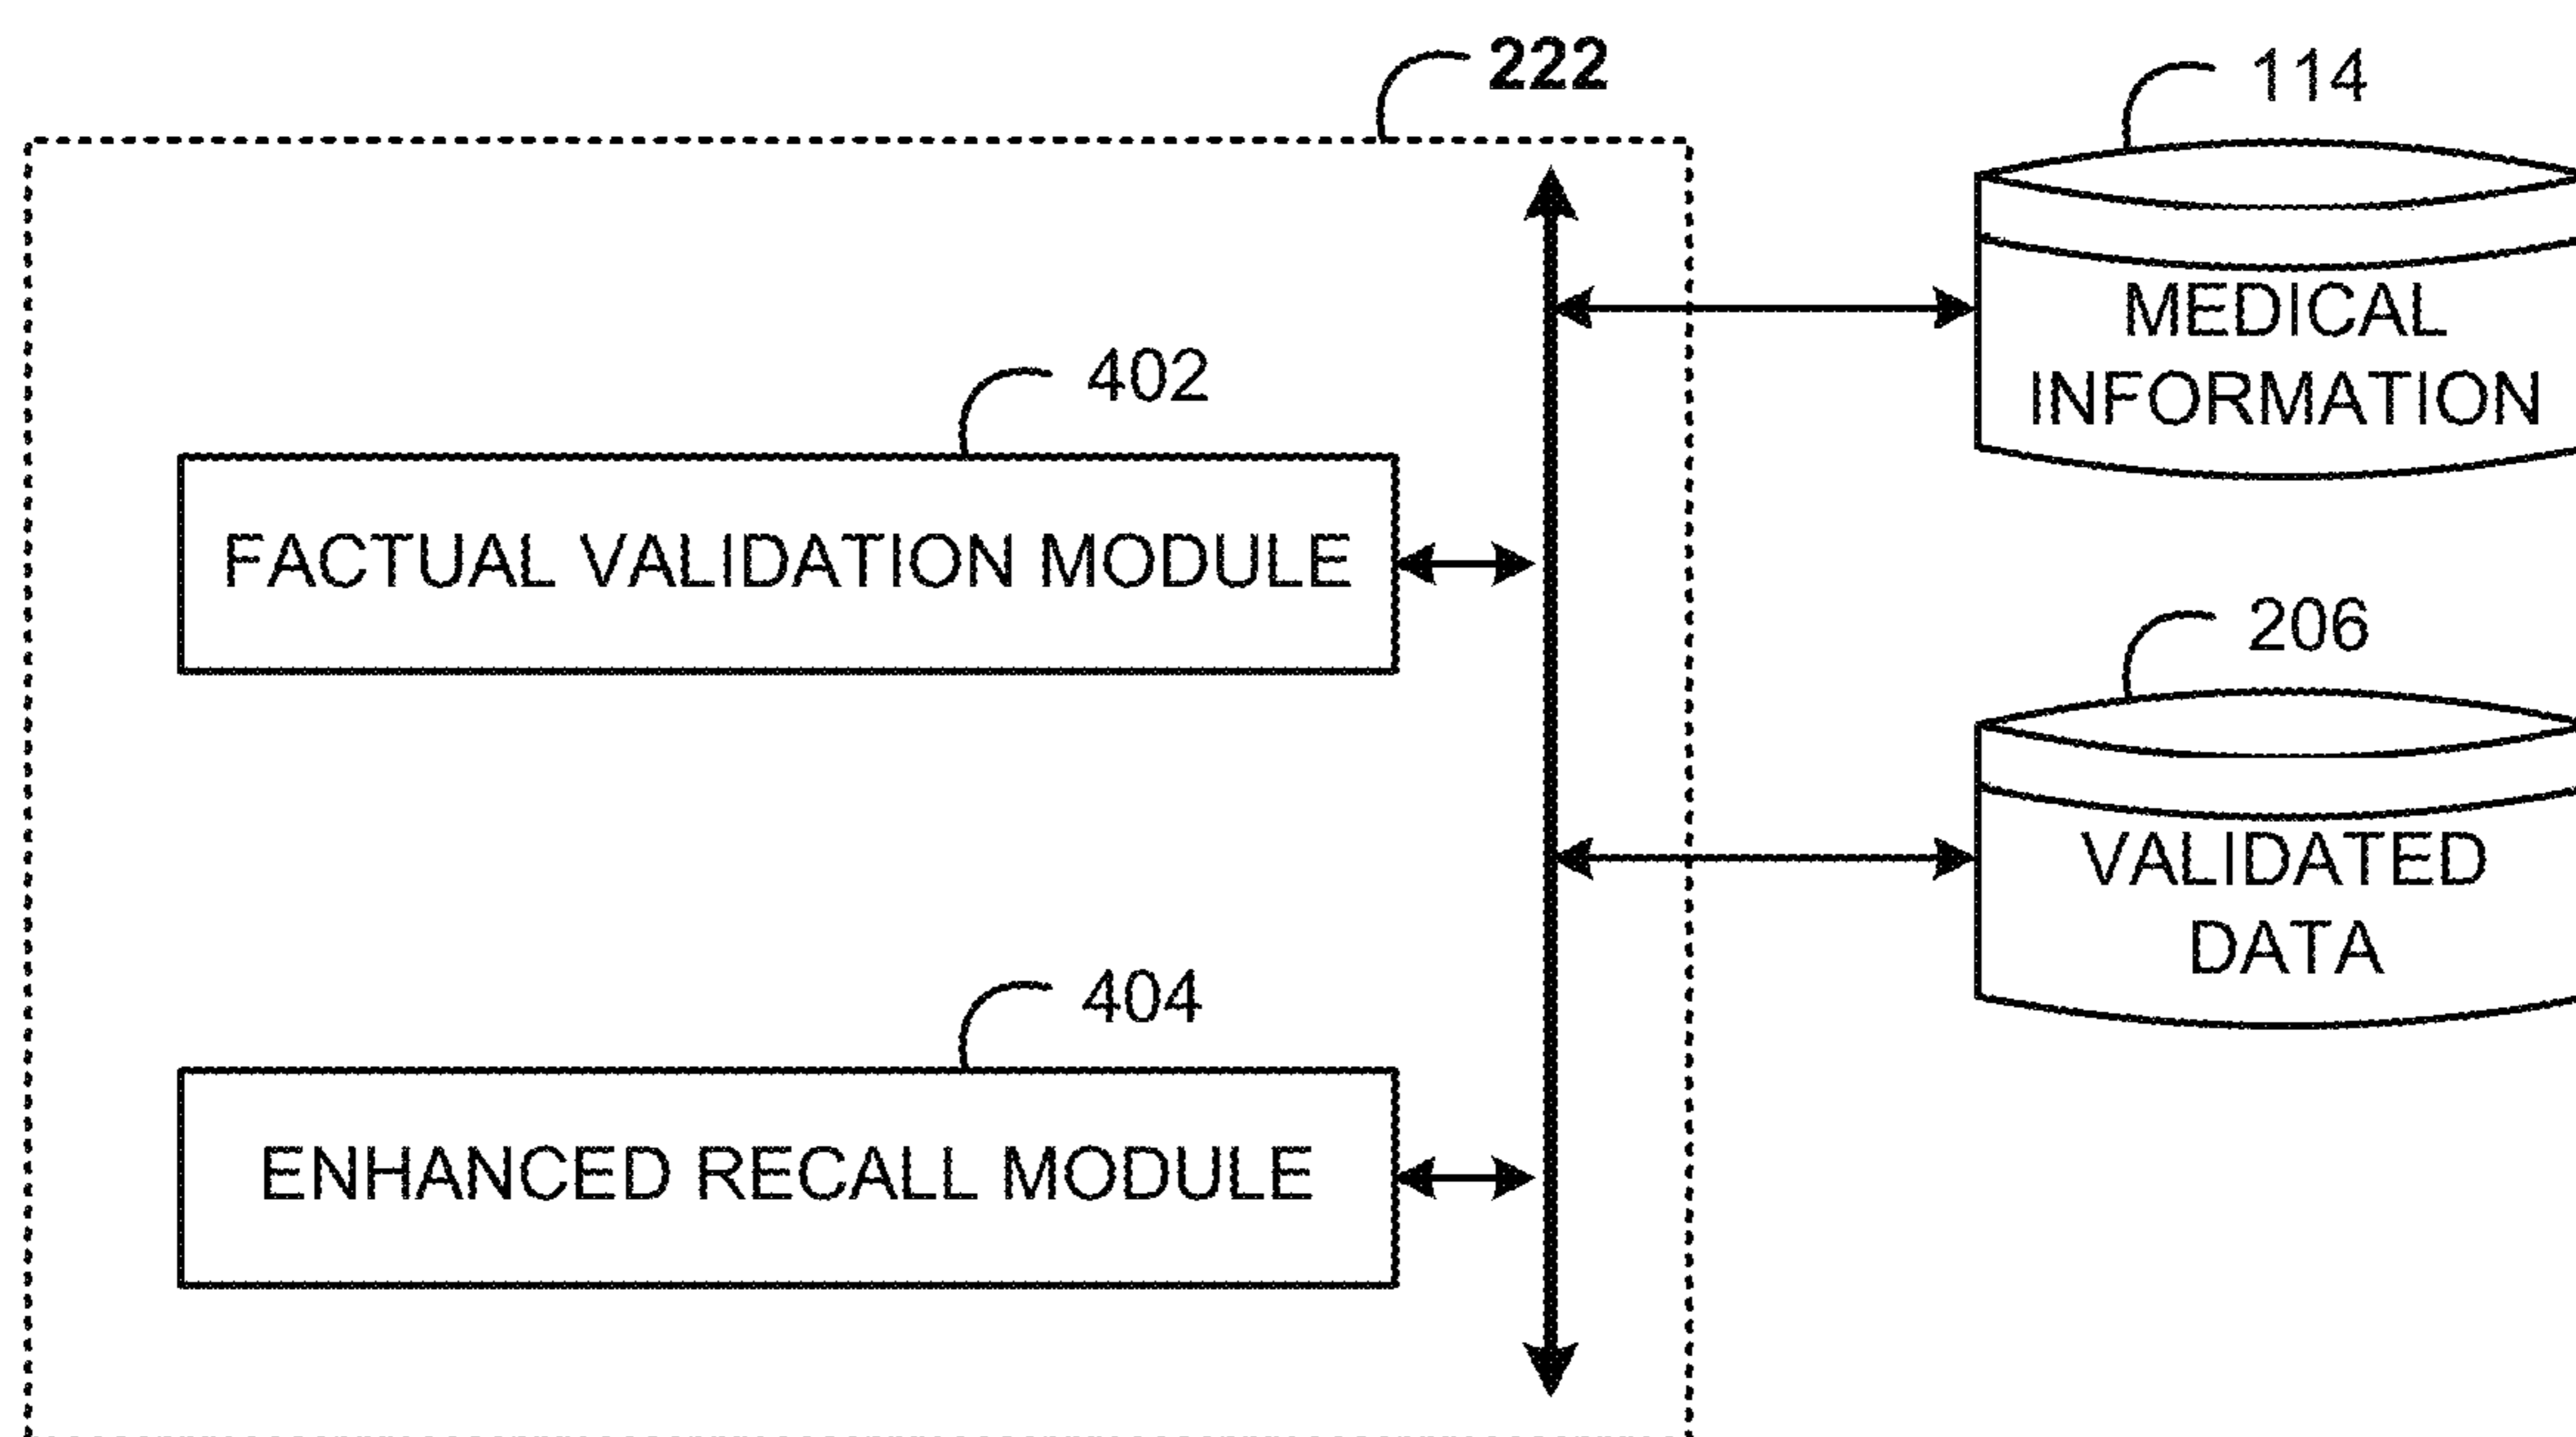 222
114
MEDICAL
INFORMATION
402
FACTUAL VALIDATION MODULE
206
VALIDATED
DATA
404
ENHANCED RECALL MODULE